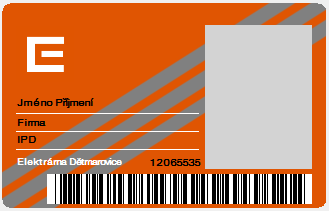 Jméno Příjmení
Firma
IPD
Elektrárna Dětmarovice 12065535